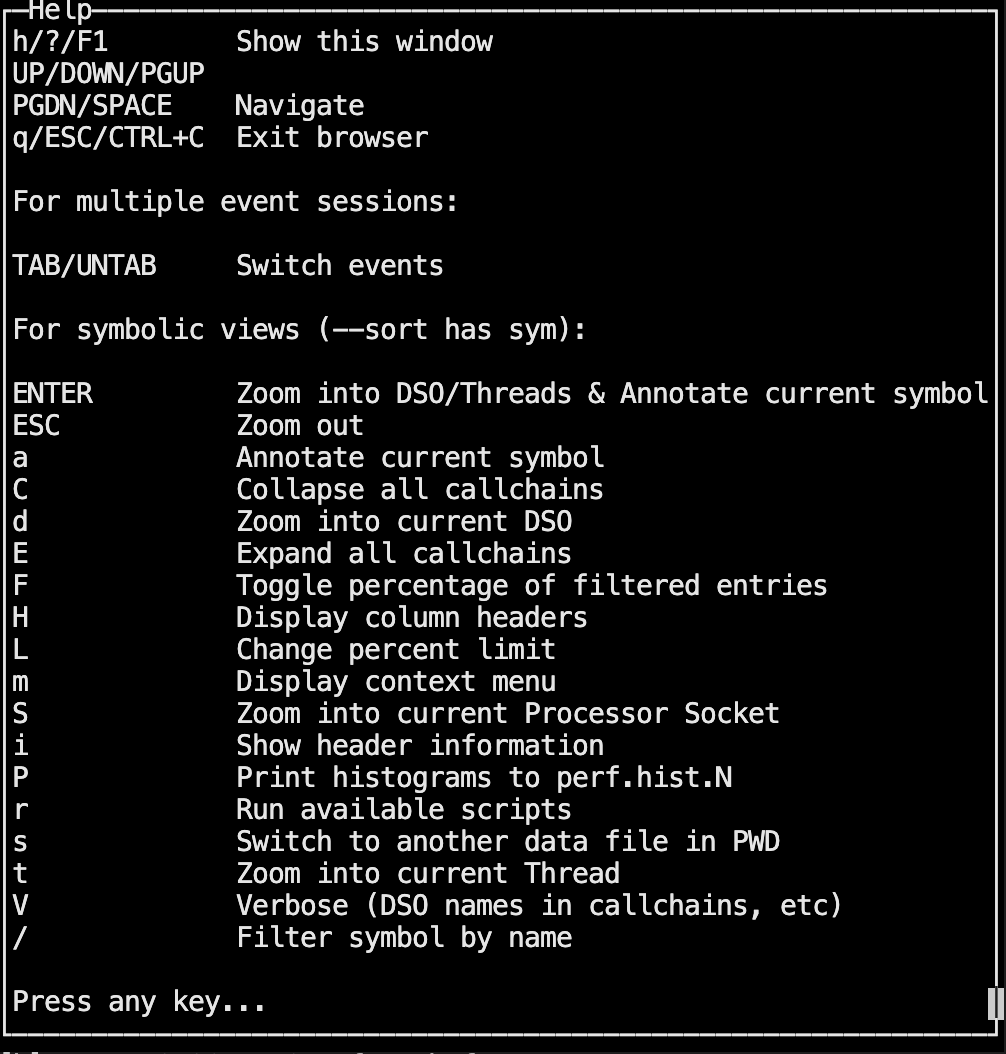 Help
h/?/F1 Show this window
UP/DOWN/PGUP
PGDN/SPACE Navigate
q/ESC/CTRL+C Exit browser
For multiple event sessions:
TAB/UNTAB Switch events
For symbolic views (--sort has sym):
ENTER Zoom into DSO/Threads & Annotate current symbol
ESC Zoom out
a Annotate current symbol
C Collapse all callchains
d Zoom into current DSO
E Expand all callchains
F Toggle percentage of filtered entries
H Display column headers
L Change percent limit
m Display context menu
S Zoom into current Processor Socket
i Show header information
P Print histograms to perf.hist.N
r Run available scripts
s Switch to another data file in PWD
t Zoom into current Thread
V Verbose (DSO names in callchains, etc)
/ Filter symbol by name
Press any key...